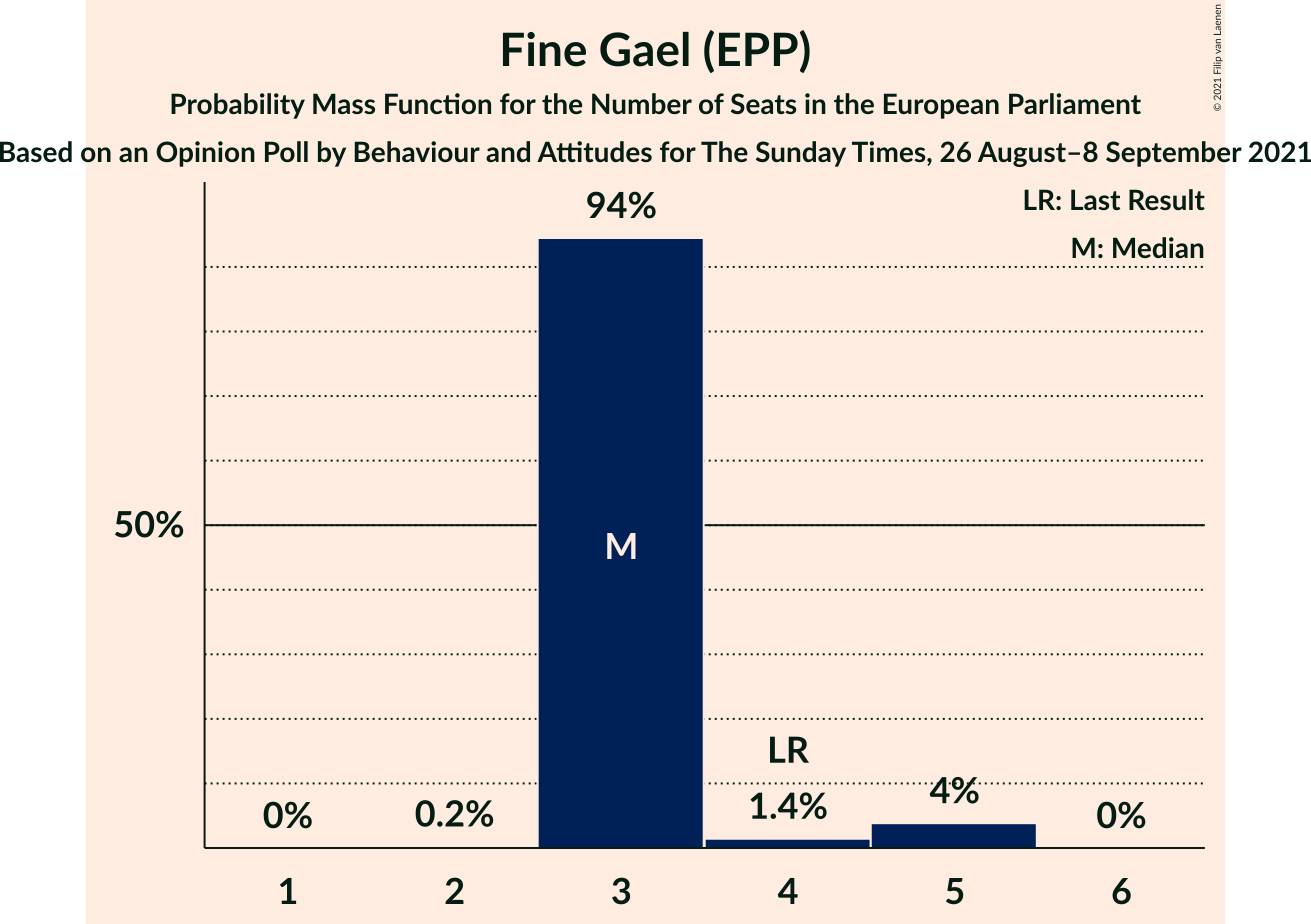 Fine Gael (EPP)
Probability Mass Function for the Number of Seats in the European Parliament
Based on an Opinion Poll by Behaviour and Attitudes for The Sunday Times, 26 August–8 September 2021
© 2021 Filip van Laenen
LR: Last Result
M: Median
94%
50%
M
LR
0%
0.2%
1.4%
4%
0%
1
2
3
4
5
6